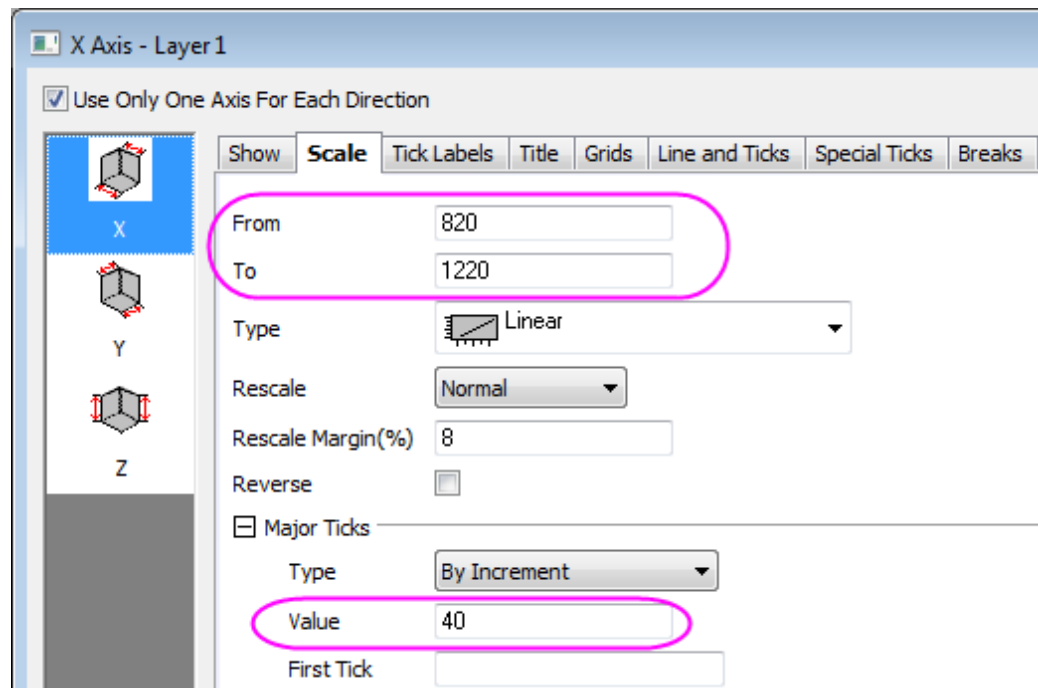 X Axis - Layer 1
Use Only One Axis For Each Direction
Show Scale Tick Labels Title Grids Line and Ticks Special Ticks Breaks
X
Y
Z
From 820
To 1220
Type Linear
Rescale Normal
Rescale Margin(%) 8
Reverse
Major Ticks
Type By Increment
Value 40
First Tick